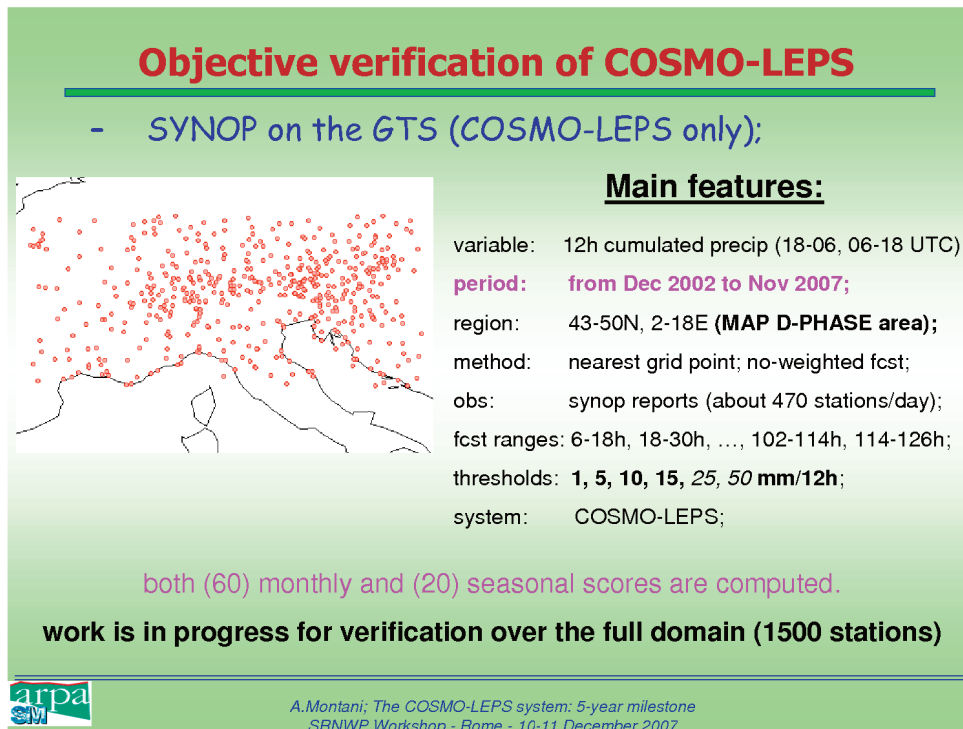 Objective verification of COSMO-LEPS
- SYNOP on the GTS (COSMO-LEPS only);
Main features:
variable: 12h cumulated precip (18-06, 06-18 UTC)
period: from Dec 2002 to Nov 2007;
region: 43-50N, 2-18E (MAP D-PHASE area);
method: nearest grid point; no-weighted fcst;
obs: synop reports (about 470 stations/day);
fcst ranges: 6-18h, 18-30h, …, 102-114h, 114-126h;
thresholds: 1, 5, 10, 15, 25, 50 mm/12h;
system: COSMO-LEPS;
both (60) monthly and (20) seasonal scores are computed.
work is in progress for verification over the full domain (1500 stations)
arpa
SIM
A.Montani; The COSMO-LEPS system: 5-year milestone
SRNWP Workshop - Rome - 10-11 December 2007